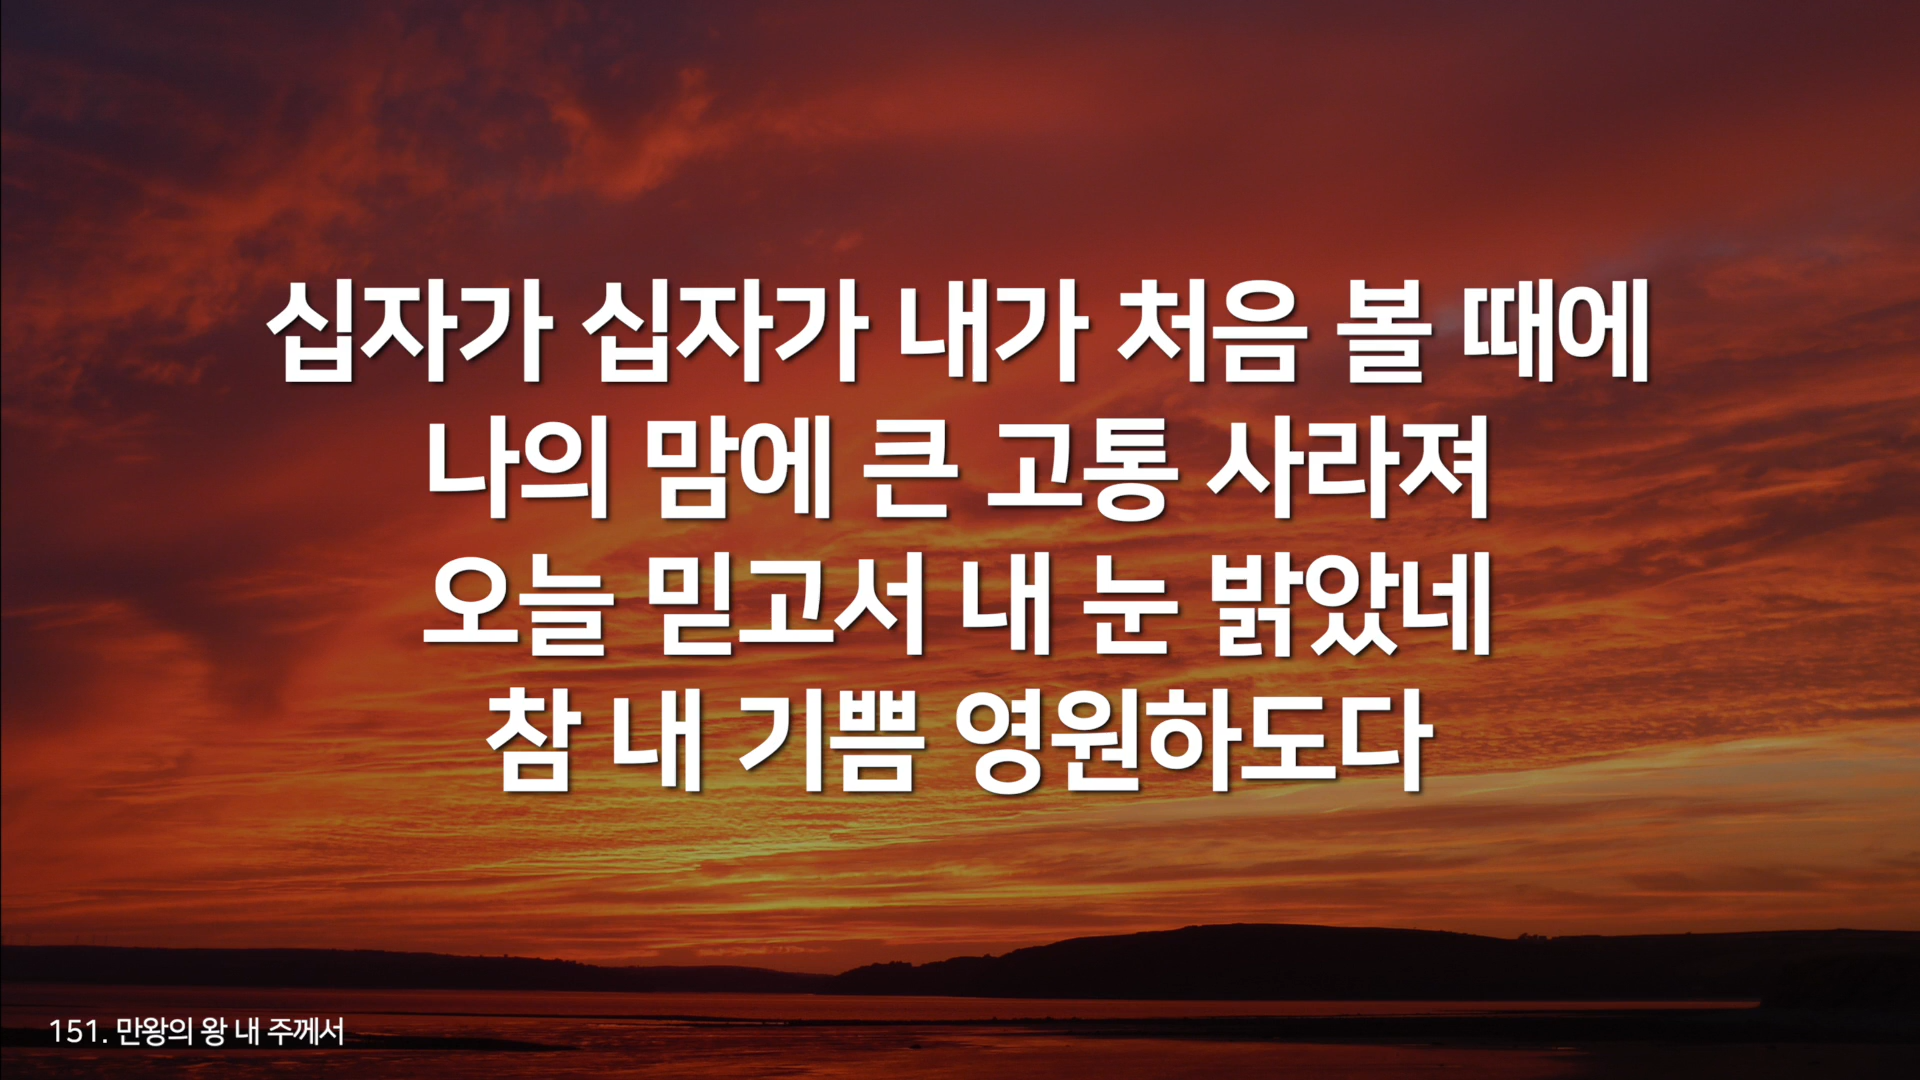 십자가 십자가 내가 처음 볼 때에
나의 맘에 큰 고통 사라져
오늘 믿고서 내 눈 밝았네
참 내 기쁨 영원하도다
151. 만왕의 왕 내 주께서